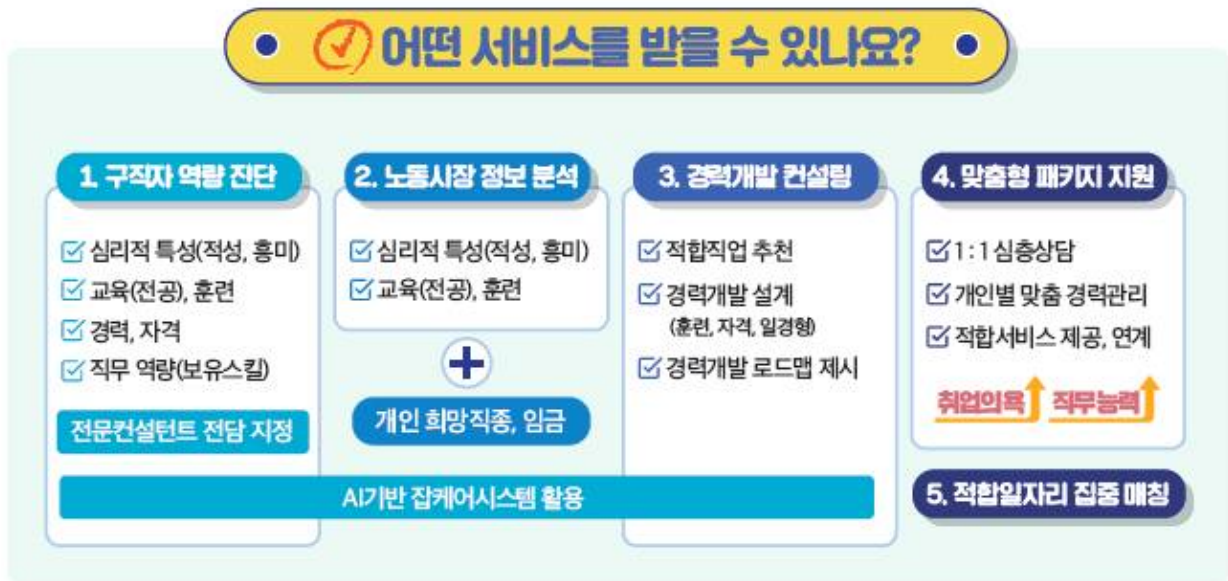 어떤 서비스를 받을 수 있나요?
1. 구직자 역량 진단
심리적 특성(적성, 흥미)
교육(전공), 훈련
경력, 자격
직무 역량(보유스킬)
전문컨설턴트 전담 지정
2. 노동시장 정보 분석
심리적 특성(적성, 흥미)
교육(전공), 훈련
개인 희망직종, 임금
3. 경력개발 컨설팅
적합직업 추천
경력개발 설계
(훈련, 자격, 일경험)
경력개발 로드맵 제시
AI기반 잡케어시스템 활용
4. 맞춤형 패키지 지원
1:1 심층상담
개인별 맞춤 경력관리
적합서비스 제공, 연계
취업의욕 직무능력
5. 적합일자리 집중 매칭